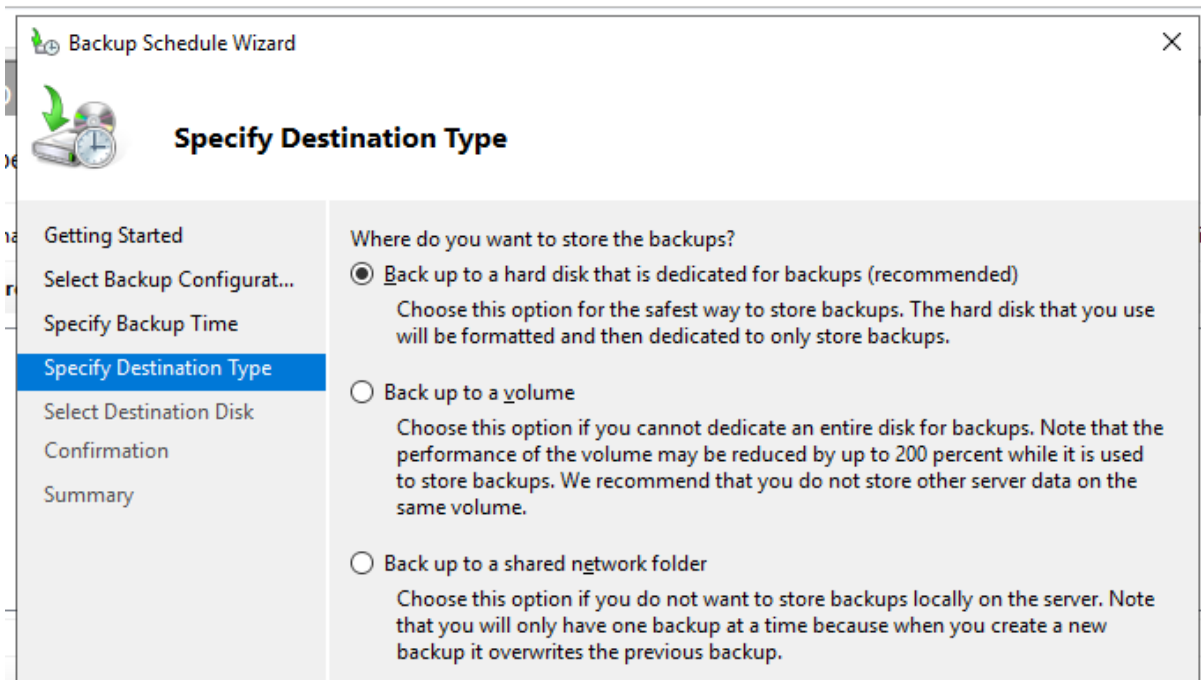 Backup Schedule Wizard
Specify Destination Type
Getting Started
Select Backup Configurat...
Specify Backup Time
Specify Destination Type
Select Destination Disk
Confirmation
Summary
Where do you want to store the backups?
Back up to a hard disk that is dedicated for backups (recommended)
Choose this option for the safest way to store backups. The hard disk that you use
will be formatted and then dedicated to only store backups.
Back up to a volume
Choose this option if you cannot dedicate an entire disk for backups. Note that the
performance of the volume may be reduced by up to 200 percent while it is used
to store backups. We recommend that you do not store other server data on the
same volume.
Back up to a shared network folder
Choose this option if you do not want to store backups locally on the server. Note
that you will only have one backup at a time because when you create a new
backup it overwrites the previous backup.